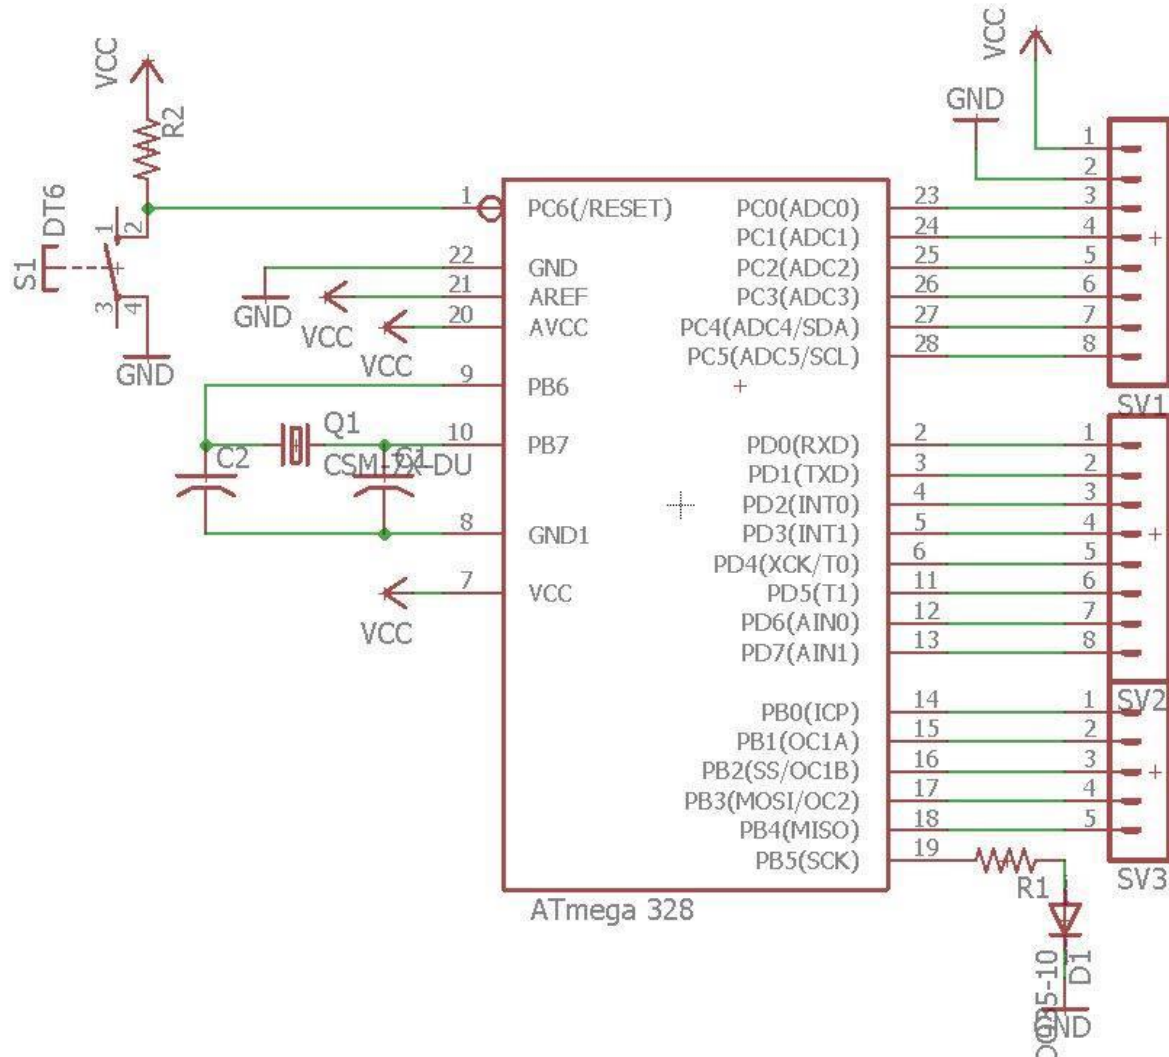 VCC
R2
DT6
S1
1
2
3
4
GND
1
PC6(/RESET)
22
GND
GND
21
AREF
VCC
20
AVCC
VCC
9
PB6
Q1
CSM-7X-DU
10
PB7
C2
C1
8
GND1
7
VCC
VCC
PC0(ADC0)
23
PC1(ADC1)
24
PC2(ADC2)
25
PC3(ADC3)
26
PC4(ADC4/SDA)
27
PC5(ADC5/SCL)
28
PD0(RXD)
2
PD1(TXD)
3
PD2(INT0)
4
PD3(INT1)
5
PD4(XCK/T0)
6
PD5(T1)
11
PD6(AIN0)
12
PD7(AIN1)
13
PB0(ICP)
14
PB1(OC1A)
15
PB2(SS/OC1B)
16
PB3(MOSI/OC2)
17
PB4(MISO)
18
PB5(SCK)
19
ATmega 328
VCC
GND
1
2
3
4
5
6
7
8
SV1
1
2
3
4
5
6
7
8
SV2
1
2
3
4
5
SV3
R1
D1
GND